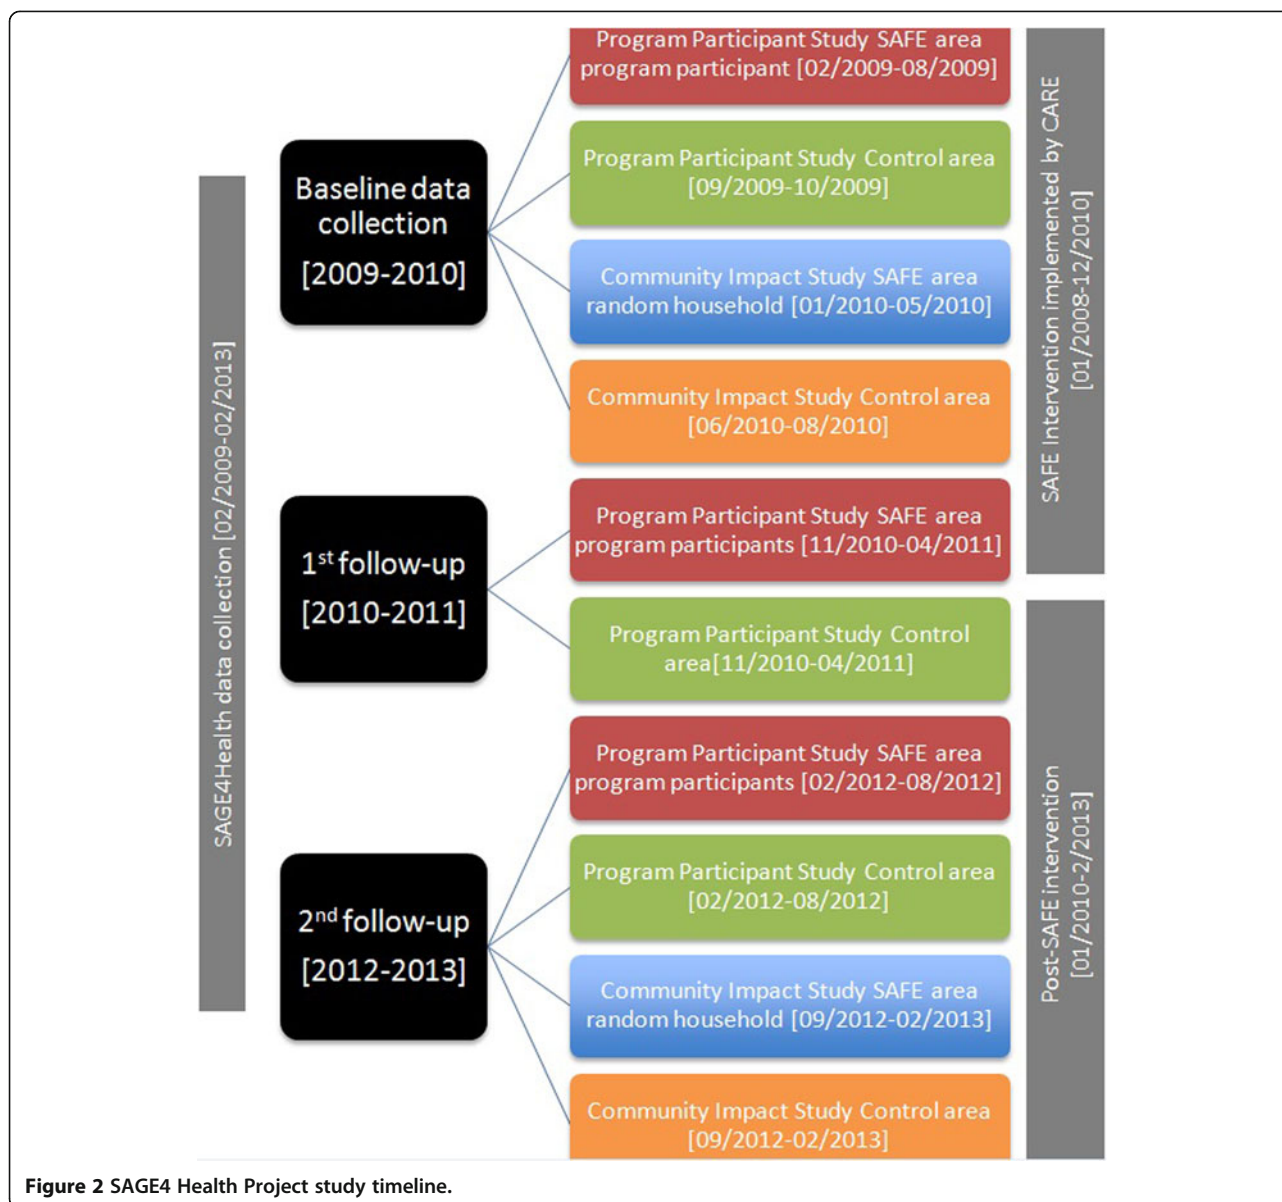 SAGE4Health data collection [02/2009-02/2013]
Baseline data
collection
[2009-2010]
Program Participant Study SAFE area
program participant [02/2009-08/2009]
Program Participant Study Control area
[09/2009-10/2009]
Community Impact Study SAFE area
random household [01/2010-05/2010]
Community Impact Study Control area
[06/2010-08/2010]
1st follow-up
[2010-2011]
Program Participant Study SAFE area
program participants [11/2010-04/2011]
Program Participant Study Control
area[11/2010-04/2011]
2nd follow-up
[2012-2013]
Program Participant Study SAFE area
program participants [02/2012-08/2012]
Program Participant Study Control area
[02/2012-08/2012]
Community Impact Study SAFE area
random household [09/2012-02/2013]
Community Impact Study Control area
[09/2012-02/2013]
SAFE Intervention implemented by CARE
[01/2008-12/2010]
Post-SAFE intervention
[01/2010-2/2013]
Figure 2 SAGE4 Health Project study timeline.